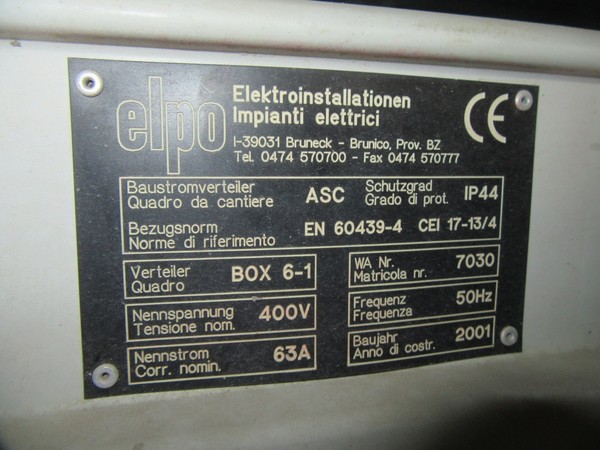 elpo
Elektroinstallationen
Impianti elettrici
CE
I-39031 Bruneck - Brunico, Prov. BZ
Tel. 0474 570700 - Fax 0474 570777
Baustromverteiler ASC Schutzgrad IP44
Quadro da cantiere Grado di prot.
Bezugsnorm EN 60439-4 CEI 17-13/4
Norme di riferimento
Verteiler BOX 6-1
Quadro
WA Nr. 7030
Matricola nr.
Nennspannung 400V
Tensione nom.
Frequenz 50Hz
Frequenza
Nennstrom 63A
Corr. nomin.
Baujahr 2001
Anno di costr.